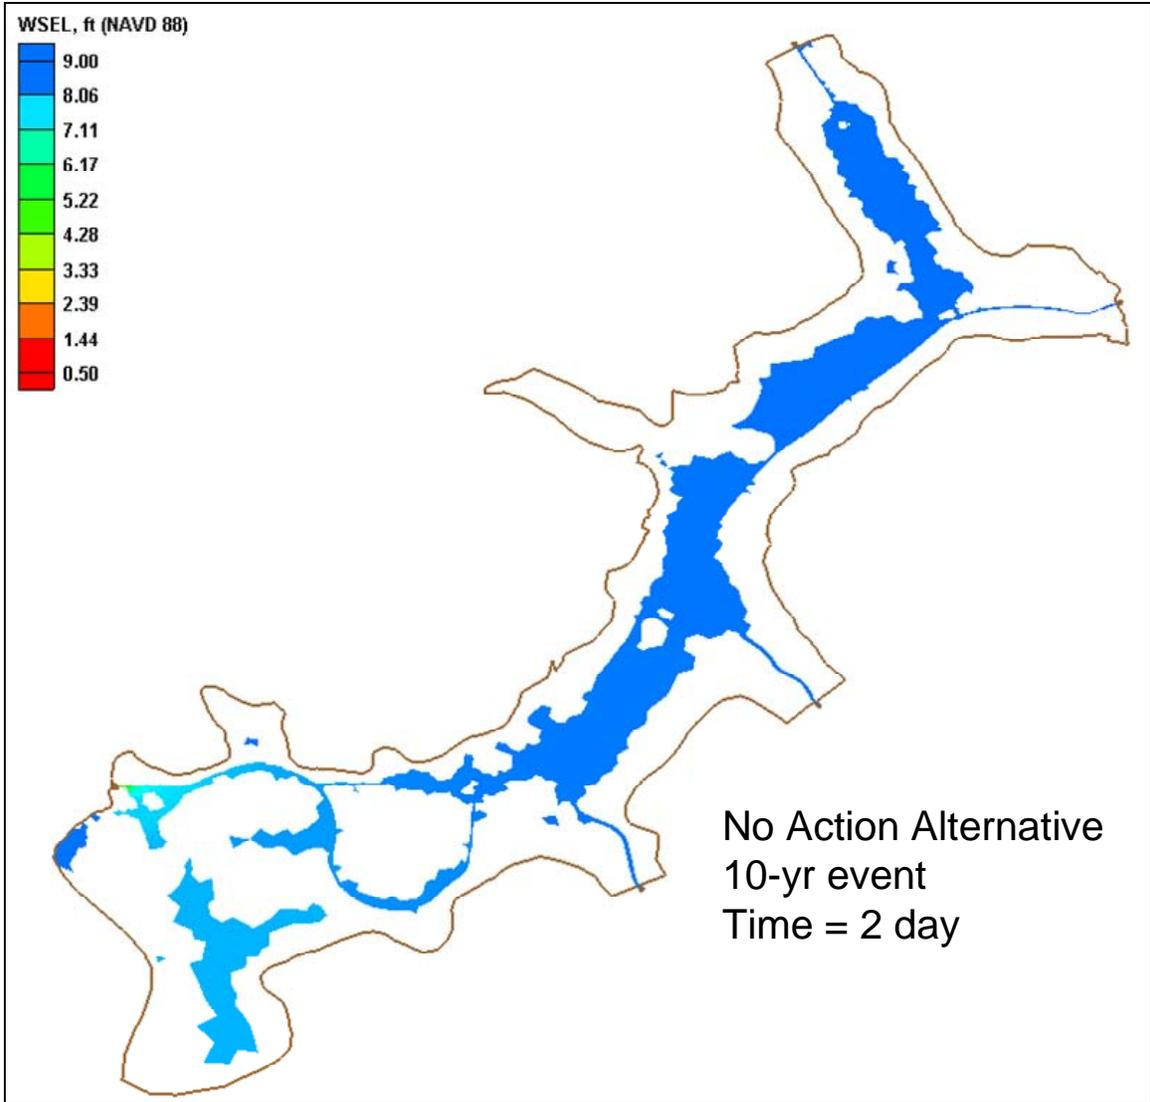 WSEL, ft (NAVD 88)
9.00
8.06
7.11
6.17
5.22
4.28
3.33
2.39
1.44
0.50
No Action Alternative
10-yr event
Time = 2 day